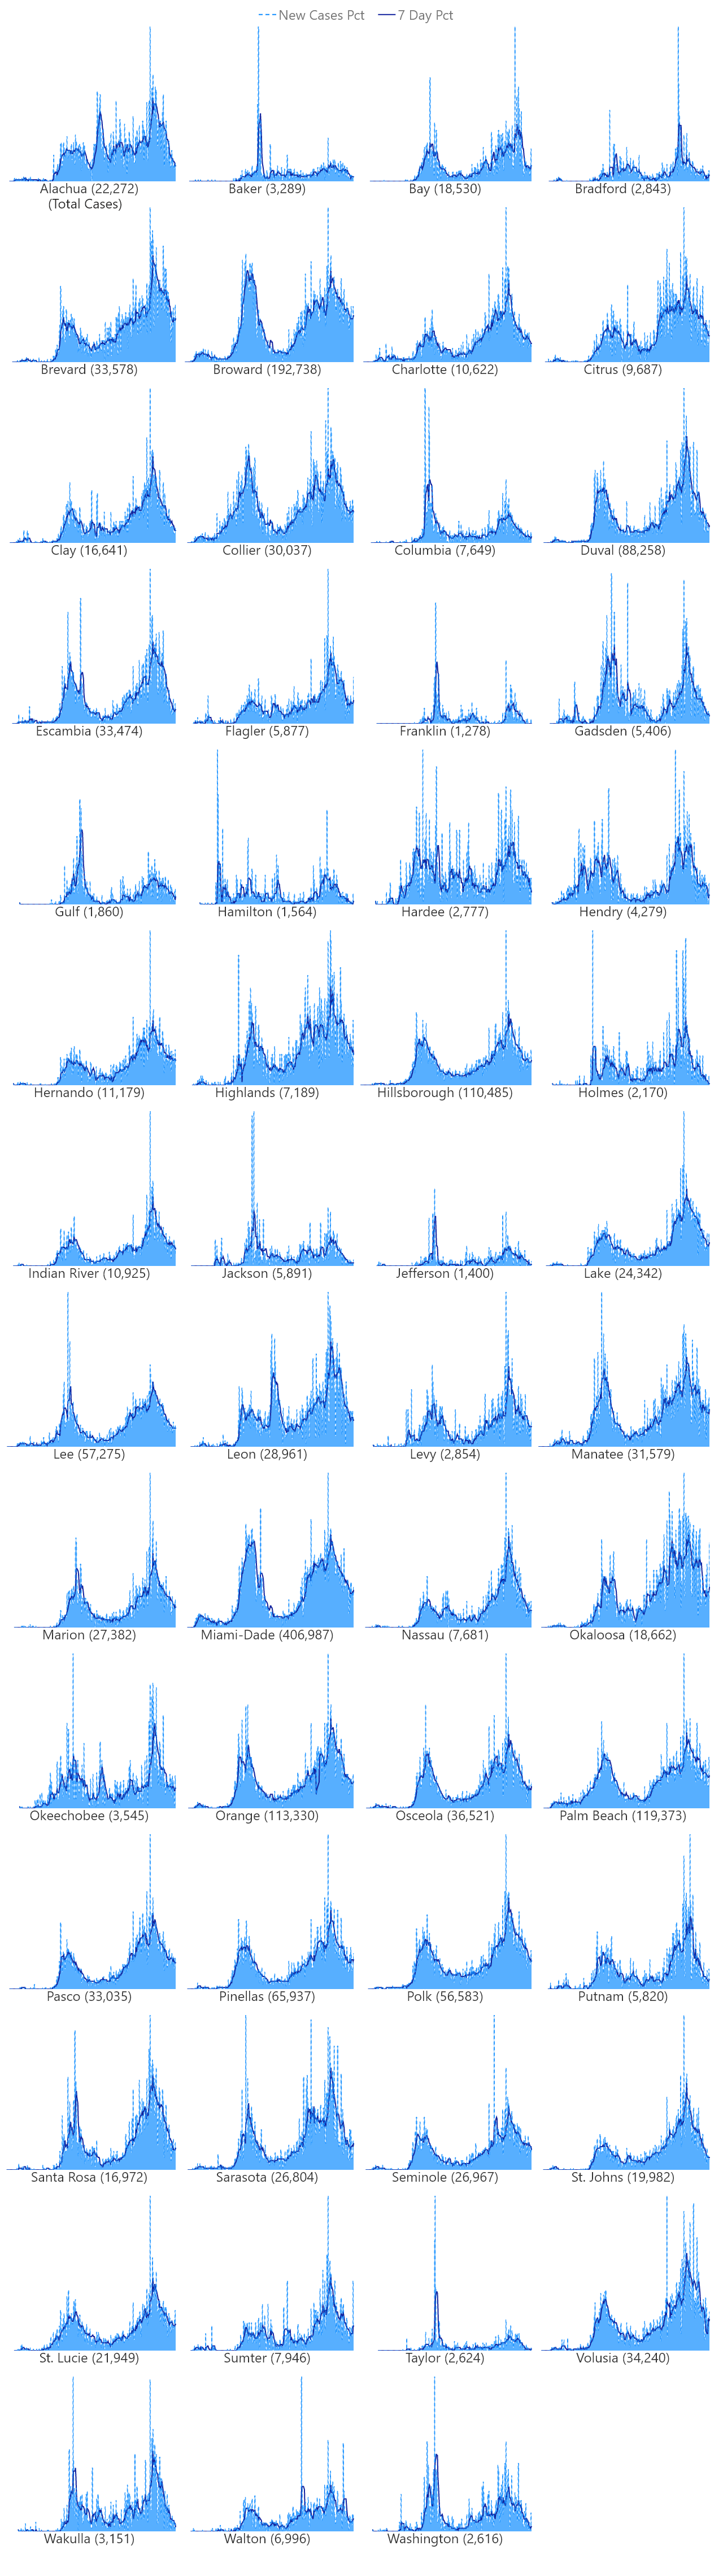 New Cases Pct 7 Day Pct
Alachua (22,272) Baker (3,289) Bay (18,530) Bradford (2,843)
(Total Cases)
Brevard (33,578) Broward (192,738) Charlotte (10,622) Citrus (9,687)
Clay (16,641) Collier (30,037) Columbia (7,649) Duval (88,258)
Escambia (33,474) Flagler (5,877) Franklin (1,278) Gadsden (5,406)
Gulf (1,860) Hamilton (1,564) Hardee (2,777) Hendry (4,279)
Hernando (11,179) Highlands (7,189) Hillsborough (110,485) Holmes (2,170)
Indian River (10,925) Jackson (5,891) Jefferson (1,400) Lake (24,342)
Lee (57,275) Leon (28,961) Levy (2,854) Manatee (31,579)
Marion (27,382) Miami-Dade (406,987) Nassau (7,681) Okaloosa (18,662)
Okeechobee (3,545) Orange (113,330) Osceola (36,521) Palm Beach (119,373)
Pasco (33,035) Pinellas (65,937) Polk (56,583) Putnam (5,820)
Santa Rosa (16,972) Sarasota (26,804) Seminole (26,967) St. Johns (19,982)
St. Lucie (21,949) Sumter (7,946) Taylor (2,624) Volusia (34,240)
Wakulla (3,151) Walton (6,996) Washington (2,616)